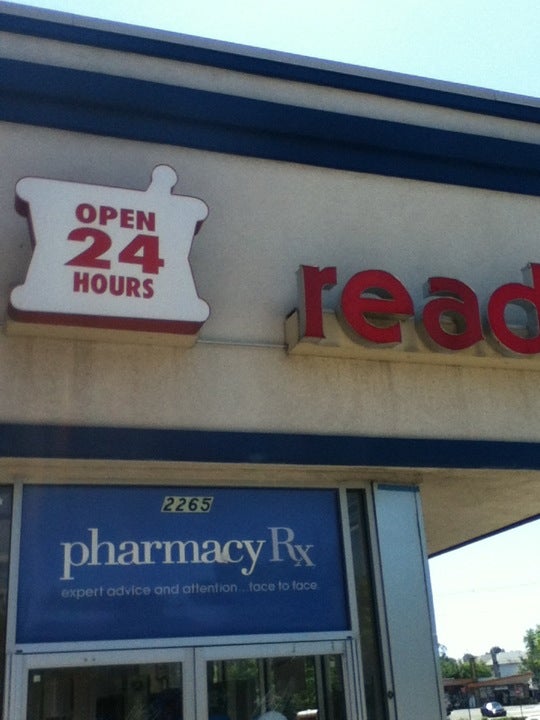 OPEN
24
HOURS
read
2265
pharmacy Rx
expert advice and attention...face to face.